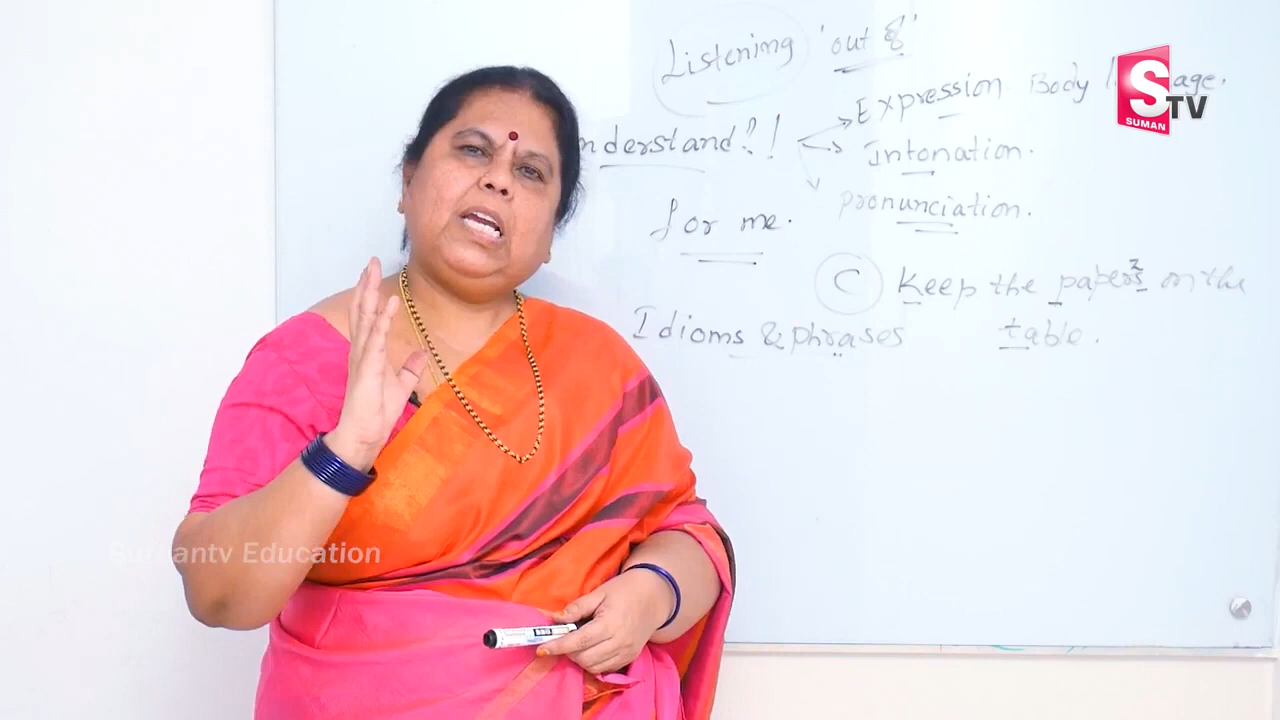 Listening 'out of'
Expression Body
nderstand?!
Intonation.
for me.
pronunciation.
C Keep the papers on the
z
table.
Idioms & phrases
S TV
SUMAN
Sumantv Education